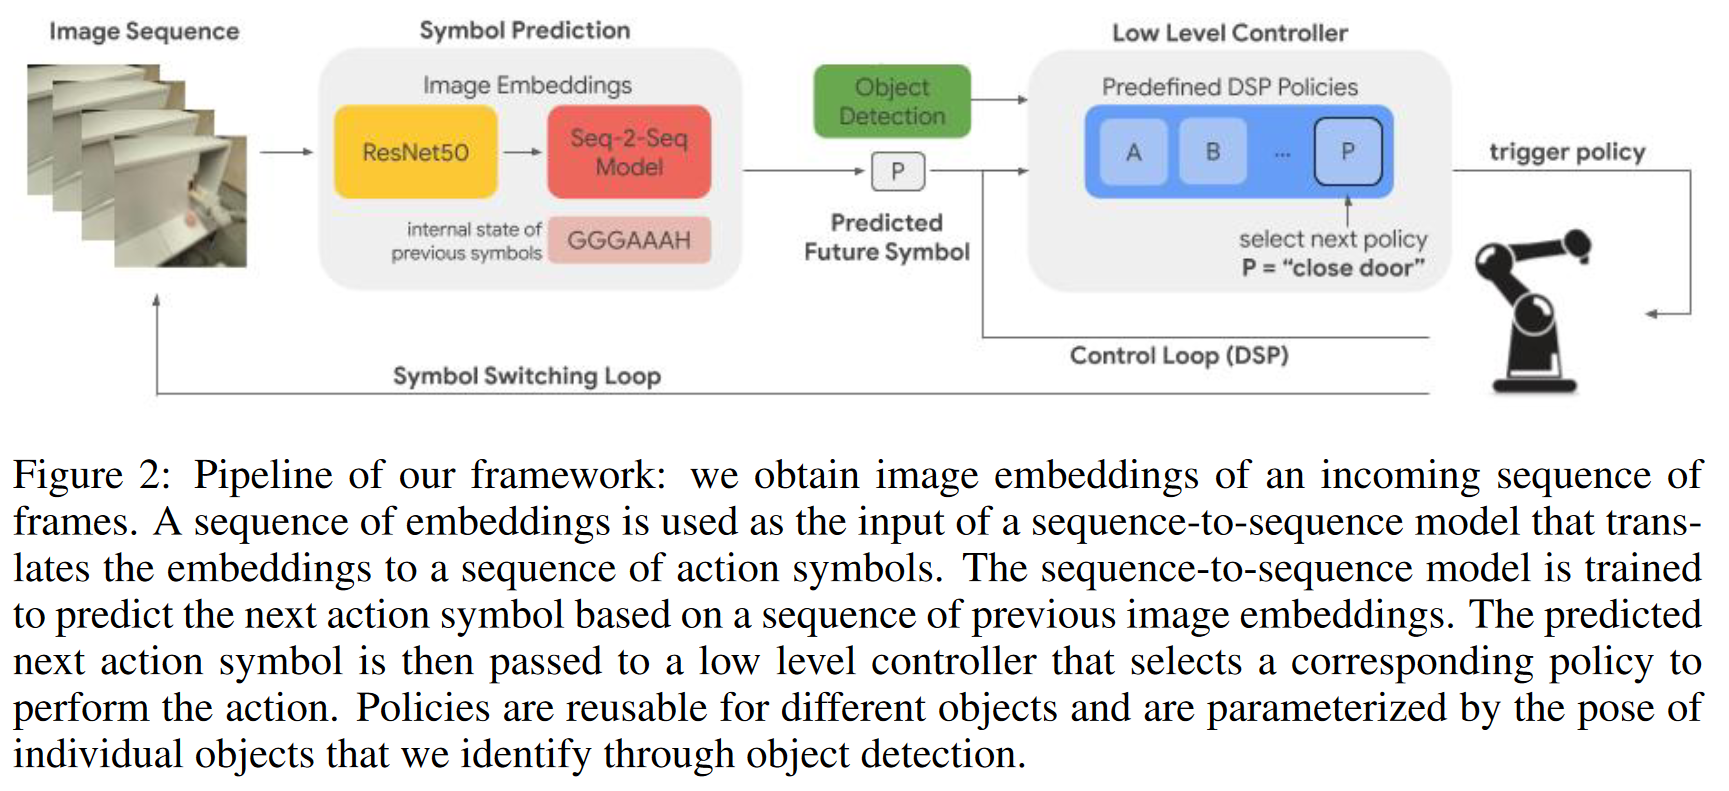 Image Sequence
Symbol Prediction
Low Level Controller
Image Embeddings
ResNet50
Seq-2-Seq
Model
internal state of
previous symbols
GGGAAAH
Object
Detection
P
Predicted
Future Symbol
Predefined DSP Policies
A
B
...
P
select next policy
P = “close door”
trigger policy
Control Loop (DSP)
Symbol Switching Loop
Figure 2: Pipeline of our framework: we obtain image embeddings of an incoming sequence of
frames. A sequence of embeddings is used as the input of a sequence-to-sequence model that trans-
lates the embeddings to a sequence of action symbols. The sequence-to-sequence model is trained
to predict the next action symbol based on a sequence of previous image embeddings. The predicted
next action symbol is then passed to a low level controller that selects a corresponding policy to
perform the action. Policies are reusable for different objects and are parameterized by the pose of
individual objects that we identify through object detection.